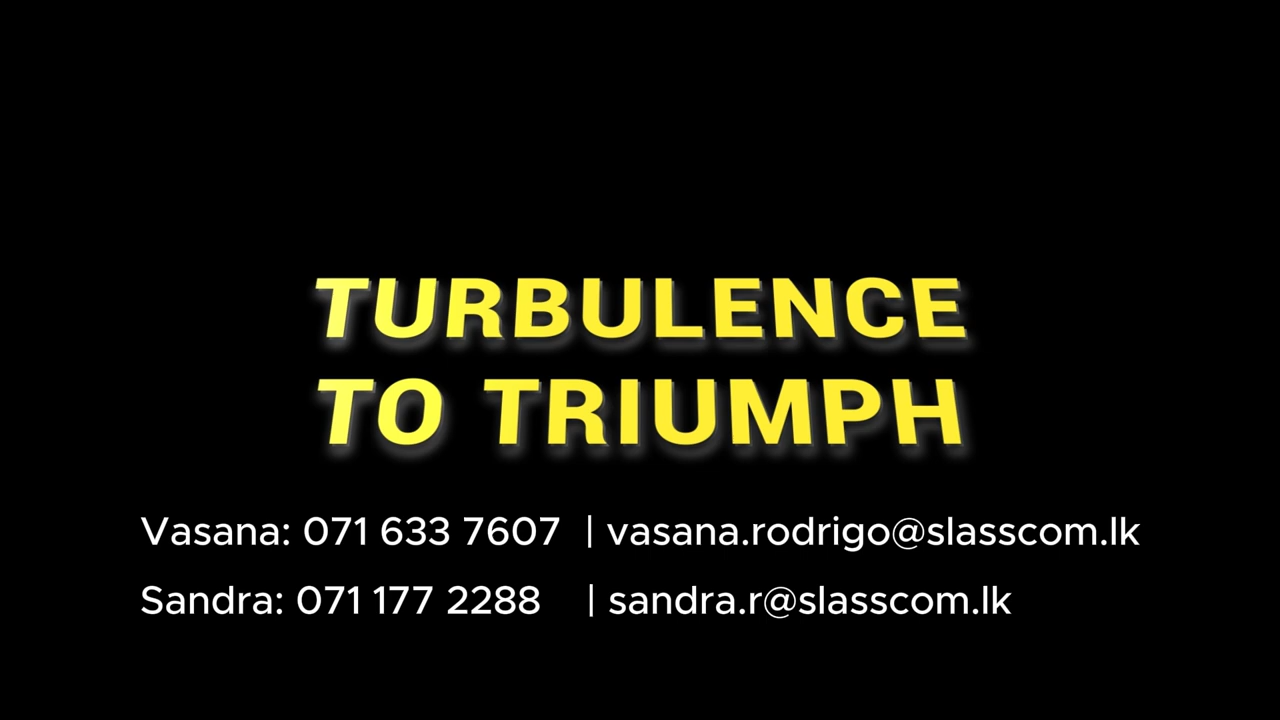 TURBULENCE
TO TRIUMPH
Vasana: 071 633 7607 | vasana.rodrigo@slasscom.lk
Sandra: 071 177 2288 | sandra.r@slasscom.lk